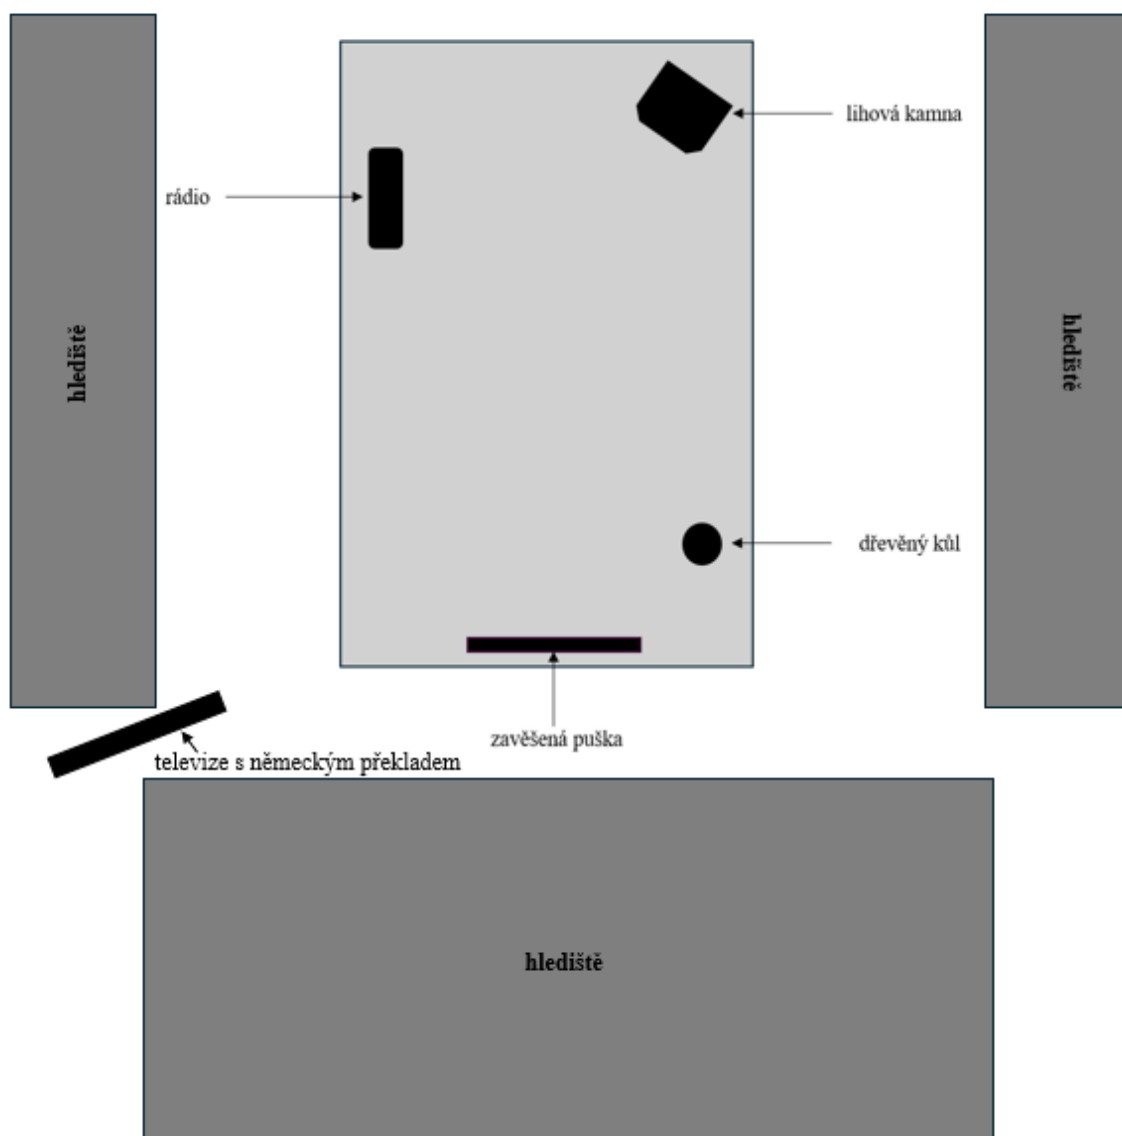 lihová kamna
rádio
hlediště
hlediště
dřevěný kůl
zavěšená puška
televize s německým překladem
hlediště